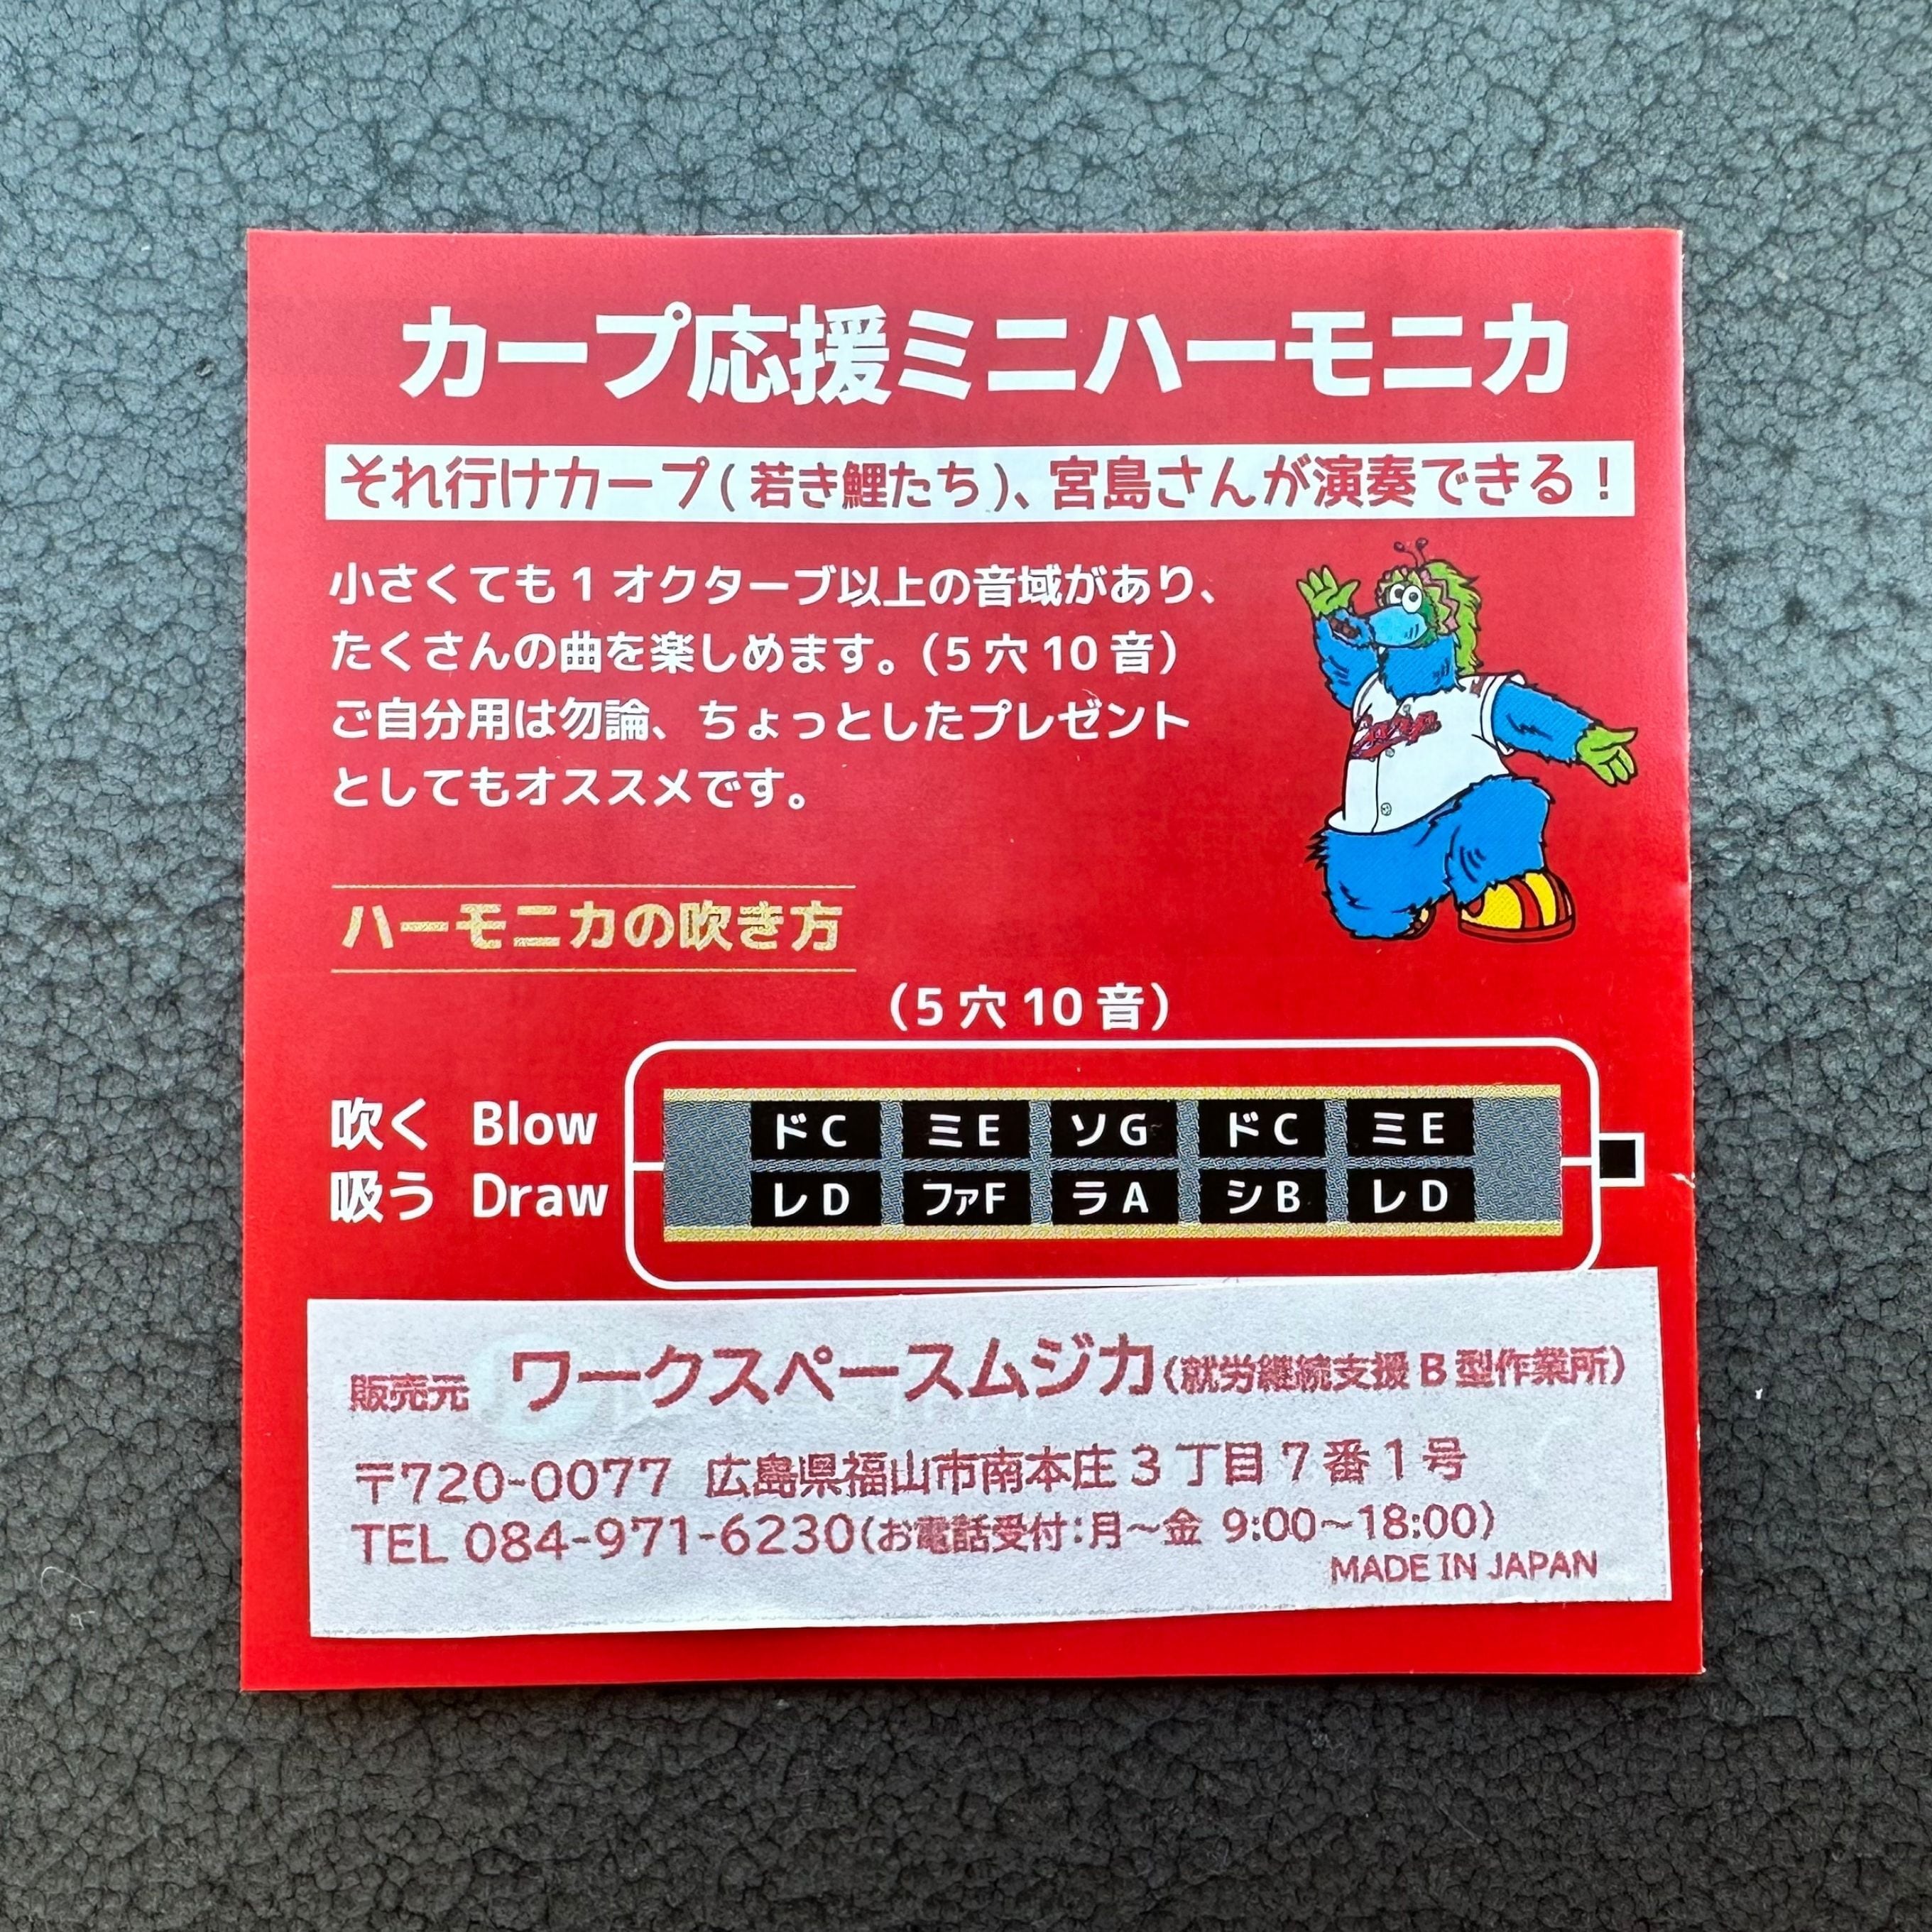 カープ応援ミニハーモニカ
それ行けカープ(若き鯉たち)、宮島さんが演奏できる！
小さくても1オクターブ以上の音域があり、
たくさんの曲を楽しめます。（5穴10音）
ご自分用は勿論、ちょっとしたプレゼント
としてもオススメです。
ハーモニカの吹き方
（5穴10音）
吹く Blow ドC ミE ソG ドC ミE
吸う Draw レD ファF ラA シB レD
販売元 ワークスペースムジカ（就労継続支援B型作業所）
〒720-0077 広島県福山市南本庄3丁目7番1号
TEL 084-971-6230（お電話受付：月～金 9:00～18:00）
MADE IN JAPAN